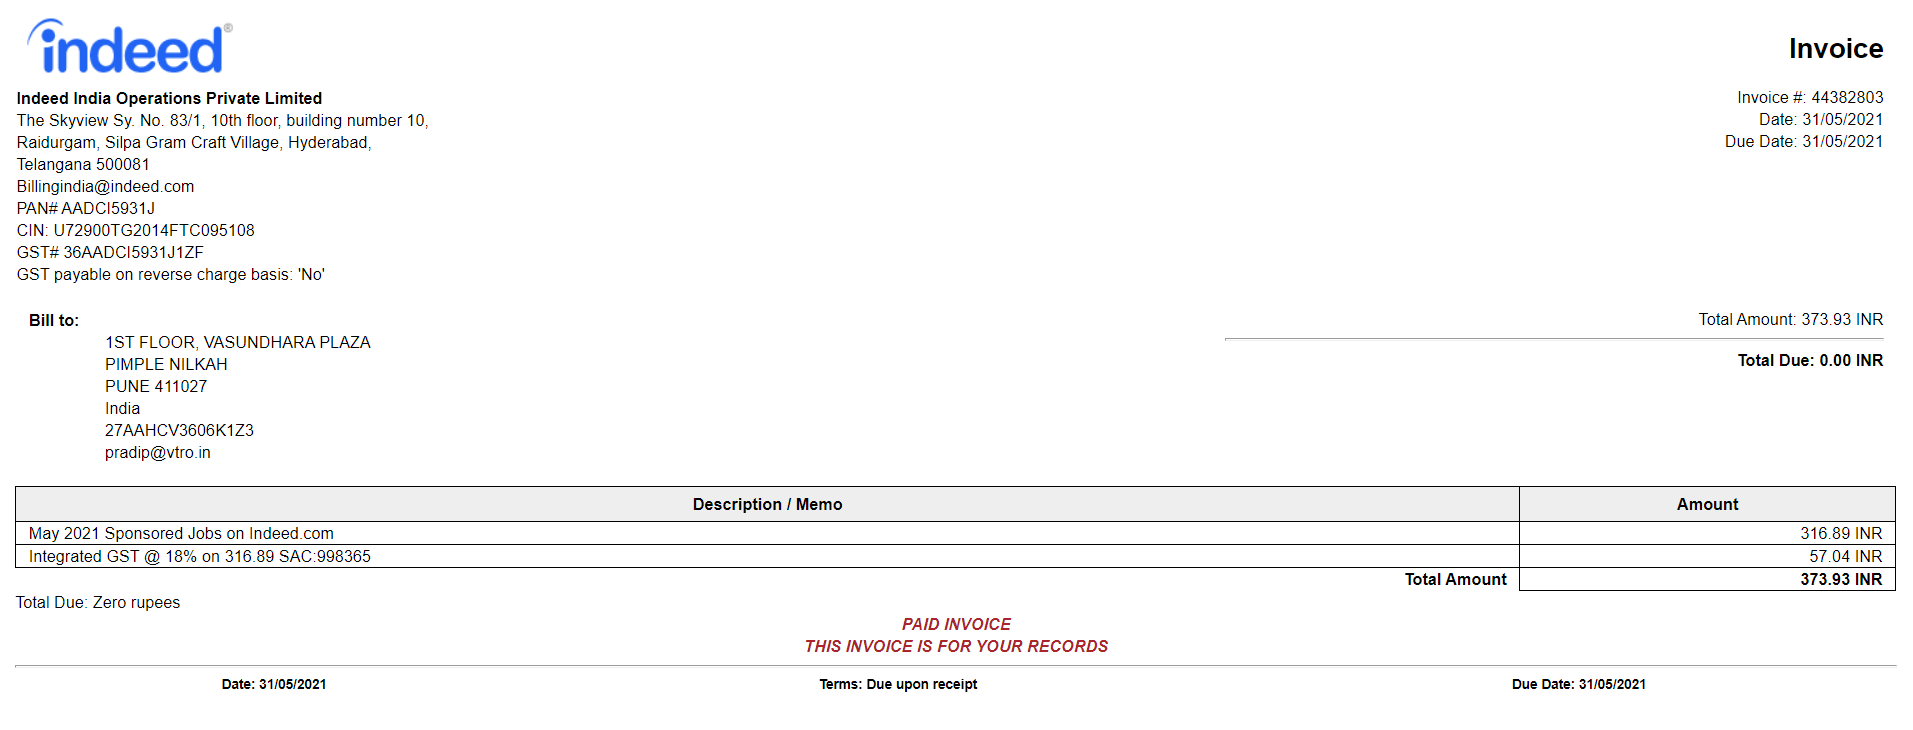 indeed®
Invoice
Indeed India Operations Private Limited
The Skyview Sy. No. 83/1, 10th floor, building number 10,
Raidurgam, Silpa Gram Craft Village, Hyderabad,
Telangana 500081
Billingindia@indeed.com
PAN# AADCI5931J
CIN: U72900TG2014FTC095108
GST# 36AADCI5931J1ZF
GST payable on reverse charge basis: 'No'
Invoice #: 44382803
Date: 31/05/2021
Due Date: 31/05/2021
Bill to:
1ST FLOOR, VASUNDHARA PLAZA
PIMPLE NILKAH
PUNE 411027
India
27AAHCV3606K1Z3
pradip@vtro.in
Total Amount: 373.93 INR
Total Due: 0.00 INR
Description / Memo Amount
May 2021 Sponsored Jobs on Indeed.com 316.89 INR
Integrated GST @ 18% on 316.89 SAC:998365 57.04 INR
Total Amount 373.93 INR
Total Due: Zero rupees
PAID INVOICE
THIS INVOICE IS FOR YOUR RECORDS
Date: 31/05/2021 Terms: Due upon receipt Due Date: 31/05/2021